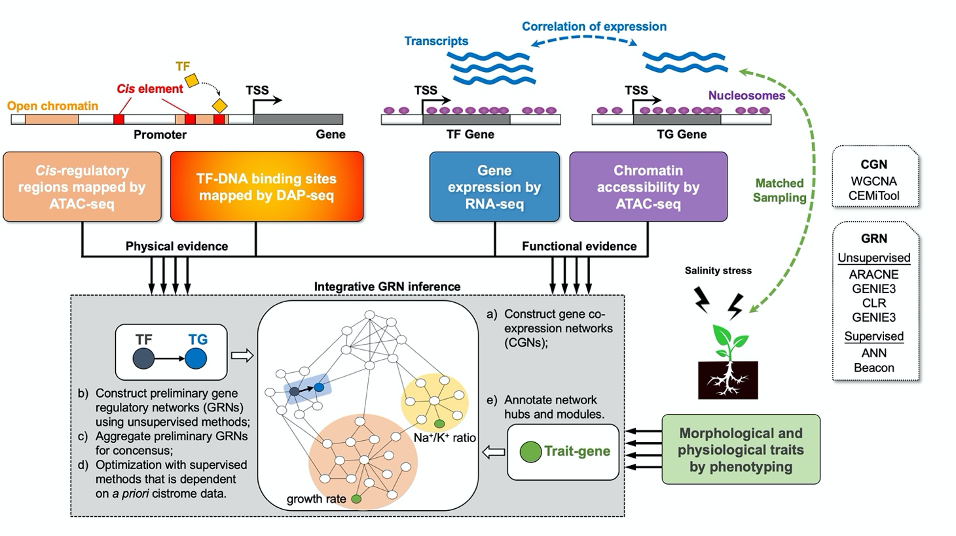 Correlation of expression
Transcripts
TF
TSS
TSS
TSS
Cis element
Open chromatin
Nucleosomes
Promoter
Gene
TF Gene
TG Gene
Cis-regulatory
regions mapped by
ATAC-seq
TF-DNA binding sites
mapped by DAP-seq
Gene
expression by
RNA-seq
Chromatin
accessibility by
ATAC-seq
Matched
Sampling
CGN
WGCNA
CEMiTool
Physical evidence
Functional evidence
GRN
Unsupervised
ARACNE
GENIE3
CLR
GENIE3
Supervised
ANN
Beacon
Salinity stress
Integrative GRN inference
TF
TG
a) Construct gene co-
expression networks
(CGNs);
b) Construct preliminary gene
regulatory networks (GRNs)
using unsupervised methods;
c) Aggregate preliminary GRNs
for concensus;
d) Optimization with supervised
methods that is dependent
on a priori cistrome data.
e) Annotate network
hubs and modules.
Na⁺/K⁺ ratio
growth rate
Trait-gene
Morphological and
physiological traits
by phenotyping